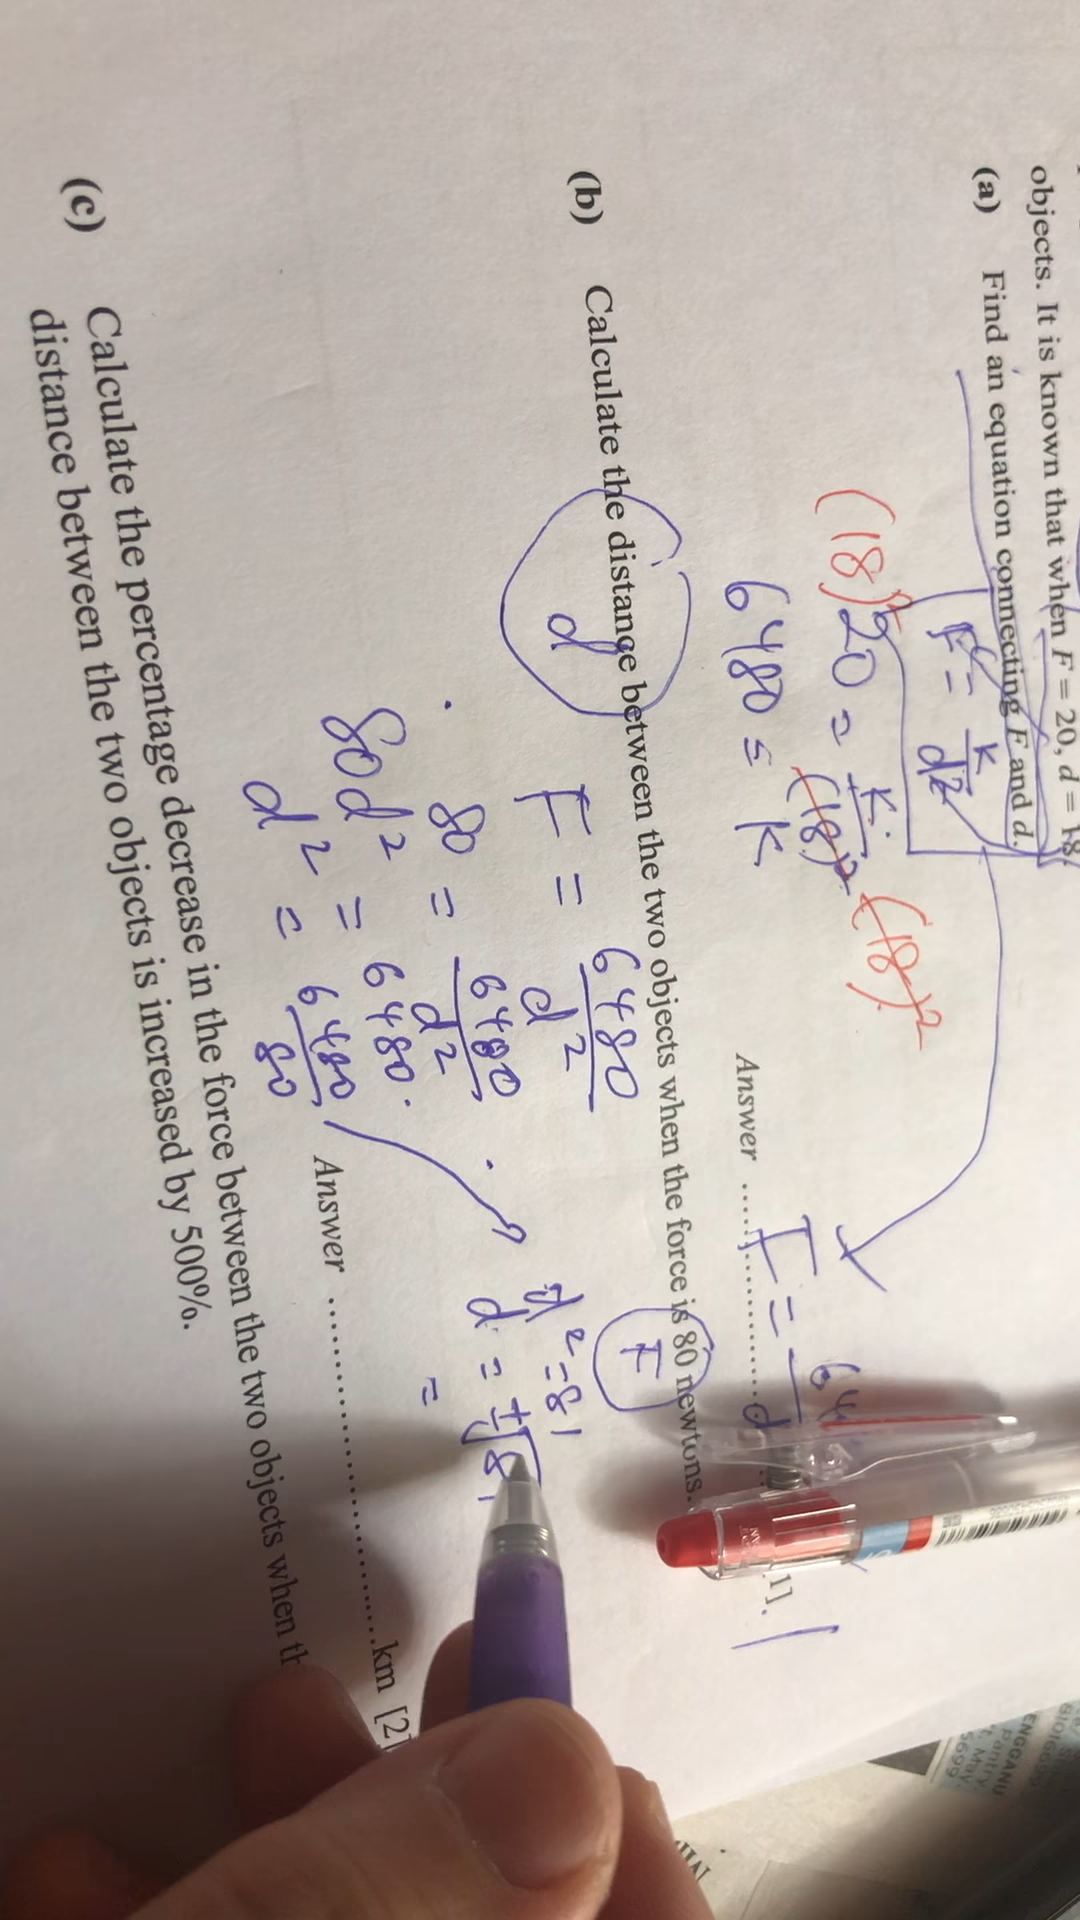 objects. It is known that when F = 20, d = 18.
(a) Find an equation connecting F and d.
F = k/d²
(18)² 20 = k/(18)² (18)²
6480 = k
Answer F = 64 d
1].
(b) Calculate the distance between the two objects when the force is 80 newtons.
d
F
F = 6480/d²
80 = 6480/d²
80d² = 6480.
d² = 6480/80
d² = 81
d = ±√81
=
Answer km [2]
(c) Calculate the percentage decrease in the force between the two objects when th
distance between the two objects is increased by 500%.
ENGGANU